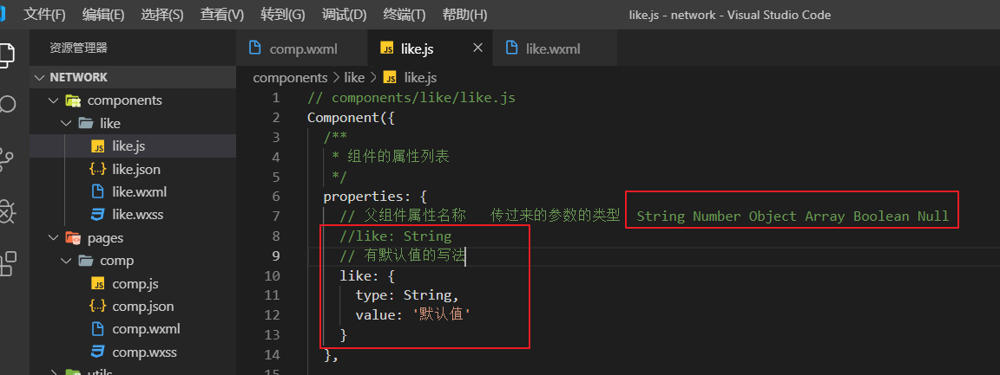 文件(F) 编辑(E) 选择(S) 查看(V) 转到(G) 调试(D) 终端(T) 帮助(H) like.js - network - Visual Studio Code
资源管理器
NETWORK
components
like
JS like.js
{..} like.json
like.wxml
like.wxss
pages
comp
JS comp.js
{..} comp.json
comp.wxml
comp.wxss
utils
comp.wxml JS like.js × like.wxml
components > like > JS like.js
1 // components/like/like.js
2 Component({
3 /**
4 * 组件的属性列表
5 */
6 properties: {
7 // 父组件属性名称 传过来的参数的类型 String Number Object Array Boolean Null
8 //like: String
9 // 有默认值的写法
10 like: {
11 type: String,
12 value: '默认值'
13 }
14 },
15